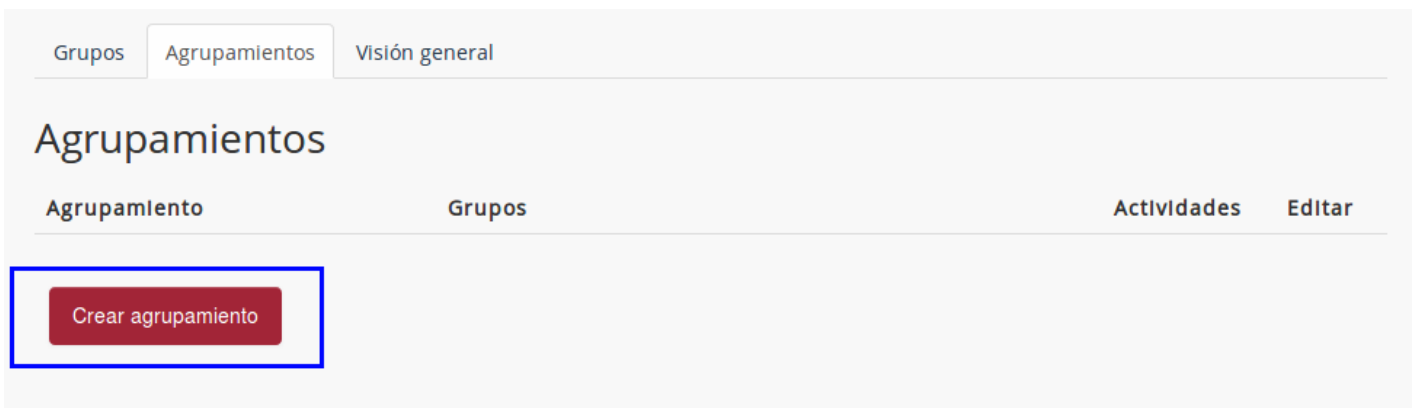 Grupos Agrupamientos Visión general
Agrupamientos
Agrupamiento Grupos Actividades Editar
Crear agrupamiento